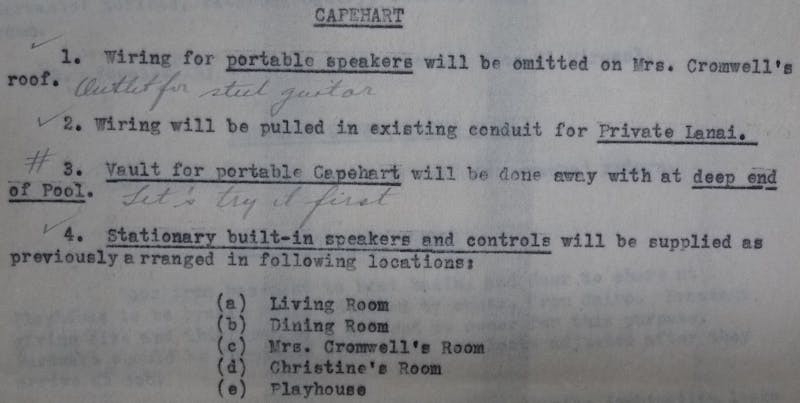 CAPEHART
✓ 1. Wiring for portable speakers will be omitted on Mrs. Cromwell's
roof. Outlet for steel guitar
✓ 2. Wiring will be pulled in existing conduit for Private Lanai.
# 3. Vault for portable Capehart will be done away with at deep end
of Pool. Let's try it first
✓ 4. Stationary built-in speakers and controls will be supplied as
previously arranged in following locations:
(a) Living Room
(b) Dining Room
(c) Mrs. Cromwell's Room
(d) Christine's Room
(e) Playhouse